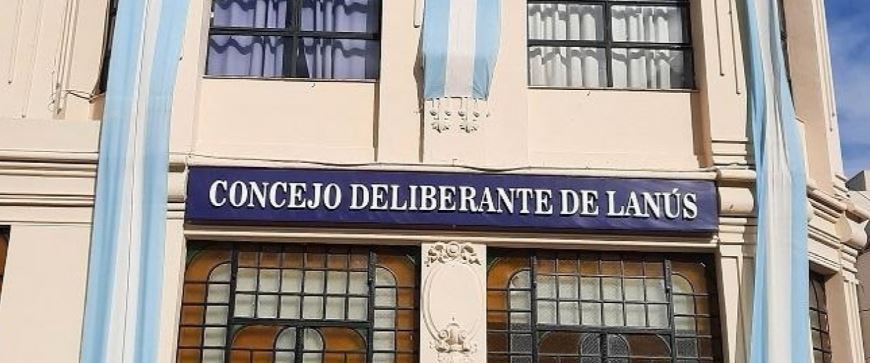 CONCEJO DELIBERANTE DE LANÚS